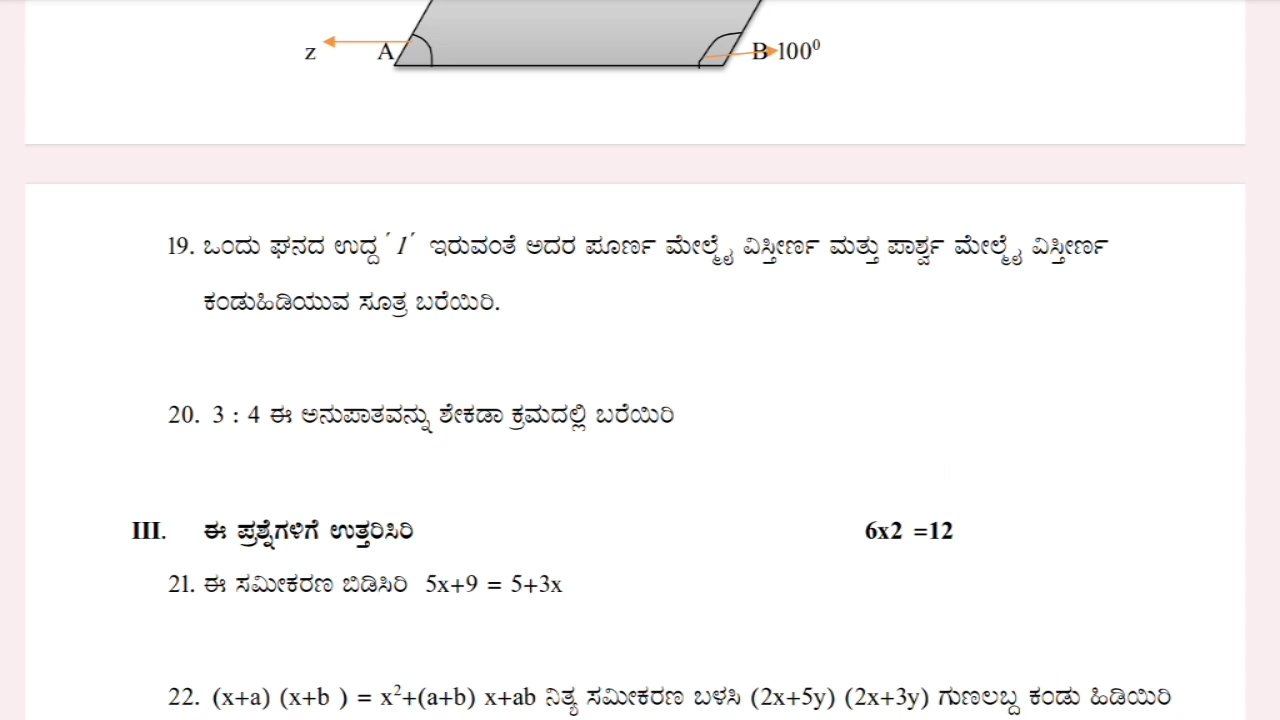 z A B 100⁰
19. ಒಂದು ಘನದ ಉದ್ದ ´l´ ಇರುವಂತೆ ಅದರ ಪೂರ್ಣ ಮೇಲ್ಮೈ ವಿಸ್ತೀರ್ಣ ಮತ್ತು ಪಾರ್ಶ್ವ ಮೇಲ್ಮೈ ವಿಸ್ತೀರ್ಣ
ಕಂಡುಹಿಡಿಯುವ ಸೂತ್ರ ಬರೆಯಿರಿ.
20. 3 : 4 ಈ ಅನುಪಾತವನ್ನು ಶೇಕಡಾ ಕ್ರಮದಲ್ಲಿ ಬರೆಯಿರಿ
III. ಈ ಪ್ರಶ್ನೆಗಳಿಗೆ ಉತ್ತರಿಸಿರಿ 6x2 =12
21. ಈ ಸಮೀಕರಣ ಬಿಡಿಸಿರಿ 5x+9 = 5+3x
22. (x+a) (x+b ) = x²+(a+b) x+ab ನಿತ್ಯ ಸಮೀಕರಣ ಬಳಸಿ (2x+5y) (2x+3y) ಗುಣಲಬ್ದ ಕಂಡು ಹಿಡಿಯಿರಿ